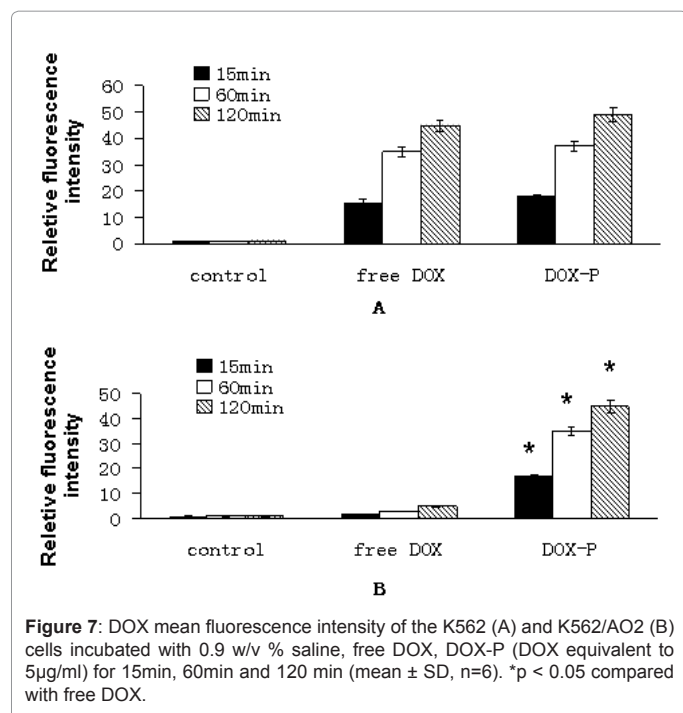 15min
60min
120min
Reletive fluorescence
intensity
60
50
40
30
20
10
0
control free DOX DOX-P
A
15min
60min
120min
Reletive fluorescence
intensity
50
40
30
20
10
0
* * *
control free DOX DOX-P
B
Figure 7: DOX mean fluorescence intensity of the K562 (A) and K562/AO2 (B)
cells incubated with 0.9 w/v % saline, free DOX, DOX-P (DOX equivalent to
5µg/ml) for 15min, 60min and 120 min (mean ± SD, n=6). *p < 0.05 compared
with free DOX.